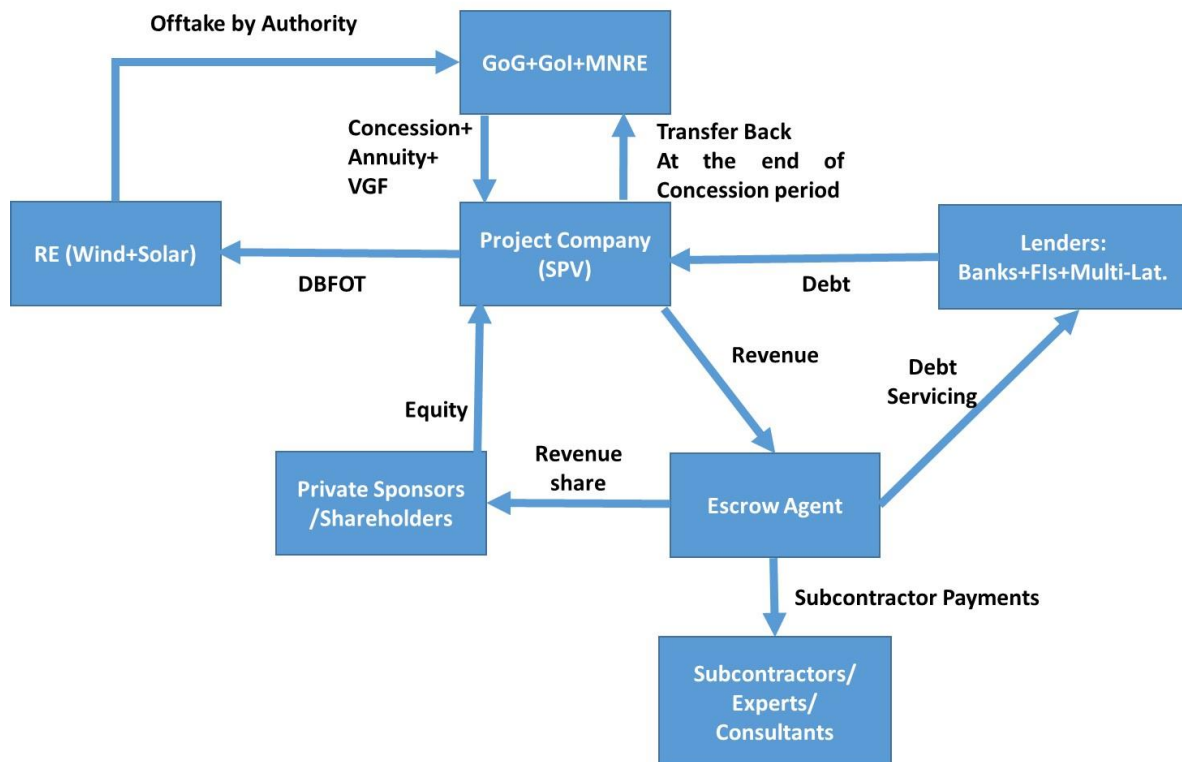 Offtake by Authority
GoG+GoI+MNRE
Concession+
Annuity+
VGF
Transfer Back
At the end of
Concession period
RE (Wind+Solar)
Project Company
(SPV)
Lenders:
Banks+FIs+Multi-Lat.
DBFOT
Debt
Revenue
Debt
Servicing
Equity
Revenue
share
Private Sponsors
/Shareholders
Escrow Agent
Subcontractor Payments
Subcontractors/
Experts/
Consultants